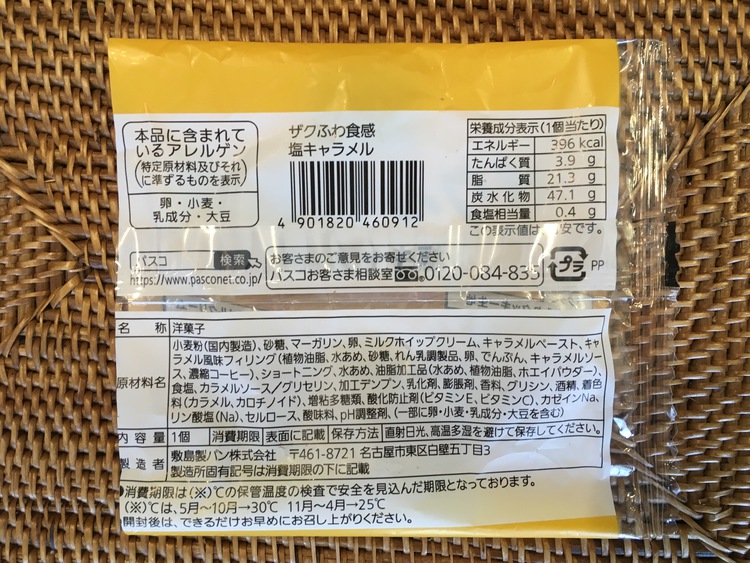 本品に含まれて
いるアレルゲン
(特定原材料及びそれ
に準ずるものを表示)
卵・小麦・
乳成分・大豆
ザクふわ食感
塩キャラメル
4 901820 460912
栄養成分表示(1個当たり)
エネルギー 396 kcal
たんぱく質 3.9 g
脂質 21.3 g
炭水化物 47.1 g
食塩相当量 0.4 g
この表示値は 安です。
パスコ 検索
https://www.pasconet.co.jp/
お客さまのご意見をお寄せください
パスコお客さま相談室 0120-084-835
プラ PP
名称 洋菓子
原材料名 小麦粉(国内製造)、砂糖、マーガリン、卵、ミルクホイップクリーム、キャラメルペースト、キャ
ラメル風味フィリング(植物油脂、水あめ、砂糖、れん乳調製品、卵、でんぷん、キャラメルソー
ス、濃縮コーヒー)、ショートニング、水あめ、油脂加工品(水あめ、植物油脂、ホエイパウダー)、
食塩、カラメルソース/グリセリン、加工デンプン、乳化剤、膨脹剤、香料、グリシン、酒精、着色
料(カラメル、カロチノイド)、増粘多糖類、酸化防止剤(ビタミンE、ビタミンC)、カゼインNa、
リン酸塩(Na)、セルロース、酸味料、pH調整剤、(一部に卵・小麦・乳成分・大豆を含む)
内容量 1個 消費期限 表面に記載 保存方法 直射日光、高温多湿を避けて保存してください。
製造者 敷島製パン株式会社 〒461-8721 名古屋市東区白壁五丁目3
製造所固有記号は消費期限の下に記載
●消費期限は(※)℃の保管温度の検査で安全を見込んだ期限となっております。
(※)℃は、5月~10月→30℃ 11月~4月→25℃
●開封後は、できるだけお早めにお召し上がりください。